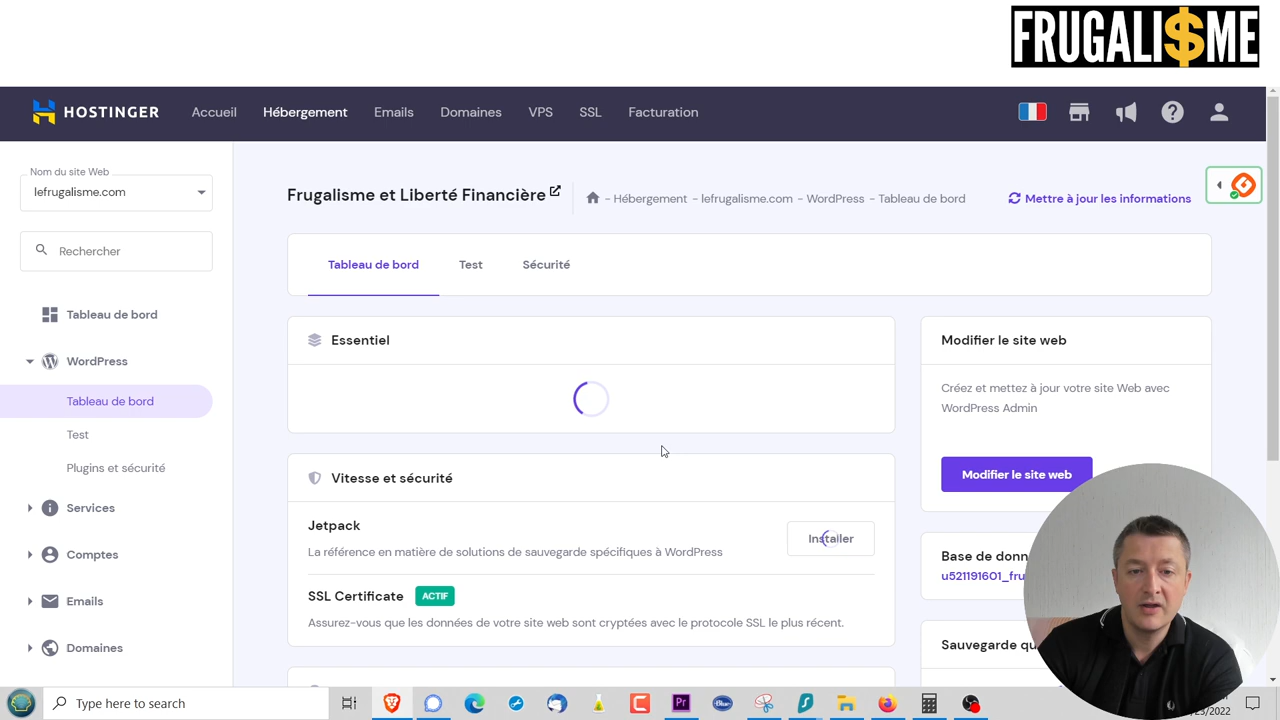 FRUGALI$ME
HOSTINGER
Accueil
Hébergement
Emails
Domaines
VPS
SSL
Facturation
Nom du site Web
lefrugalisme.com
Rechercher
Tableau de bord
WordPress
Tableau de bord
Test
Plugins et sécurité
Services
Comptes
Emails
Domaines
Frugalisme et Liberté Financière
- Hébergement - lefrugalisme.com - WordPress - Tableau de bord
Mettre à jour les informations
Tableau de bord
Test
Sécurité
Essentiel
Vitesse et sécurité
Jetpack
La référence en matière de solutions de sauvegarde spécifiques à WordPress
Installer
SSL Certificate
ACTIF
Assurez-vous que les données de votre site web sont cryptées avec le protocole SSL le plus récent.
Modifier le site web
Créez et mettez à jour votre site Web avec
WordPress Admin
Modifier le site web
Base de donn
u521191601_fru
Sauvegarde qu
Type here to search
Pr
Blue
/2022